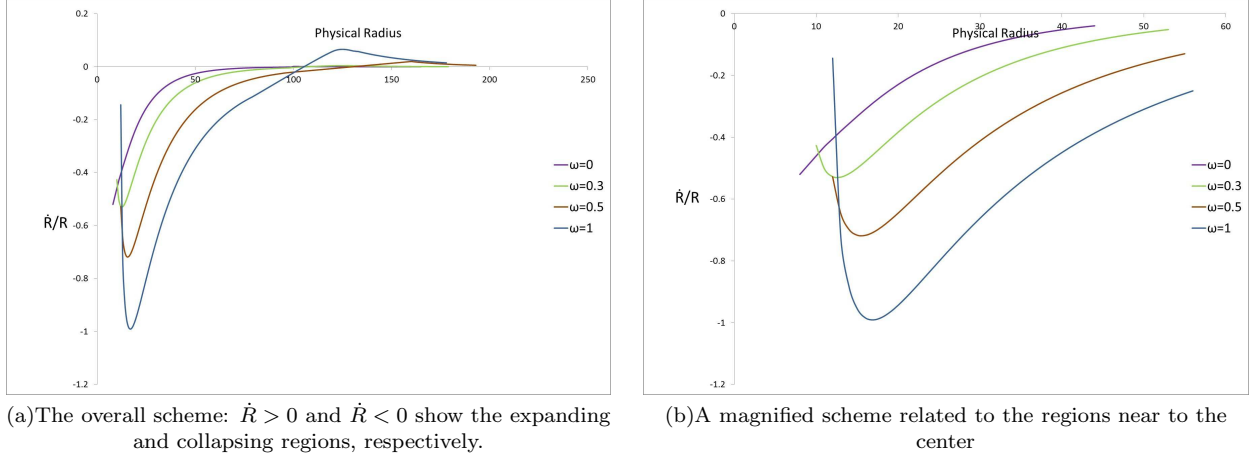 0.2
Physical Radius
0
0
50
100
150
200
250
-0.2
-0.4
-0.6
-0.8
-1
-1.2
Ṙ/R
ω=0
ω=0.3
ω=0.5
ω=1
(a)The overall scheme: Ṙ > 0 and Ṙ < 0 show the expanding
and collapsing regions, respectively.
0
0
10
20
30
40
50
60
Physical Radius
-0.2
-0.4
-0.6
-0.8
-1
-1.2
Ṙ/R
ω=0
ω=0.3
ω=0.5
ω=1
(b)A magnified scheme related to the regions near to the
center